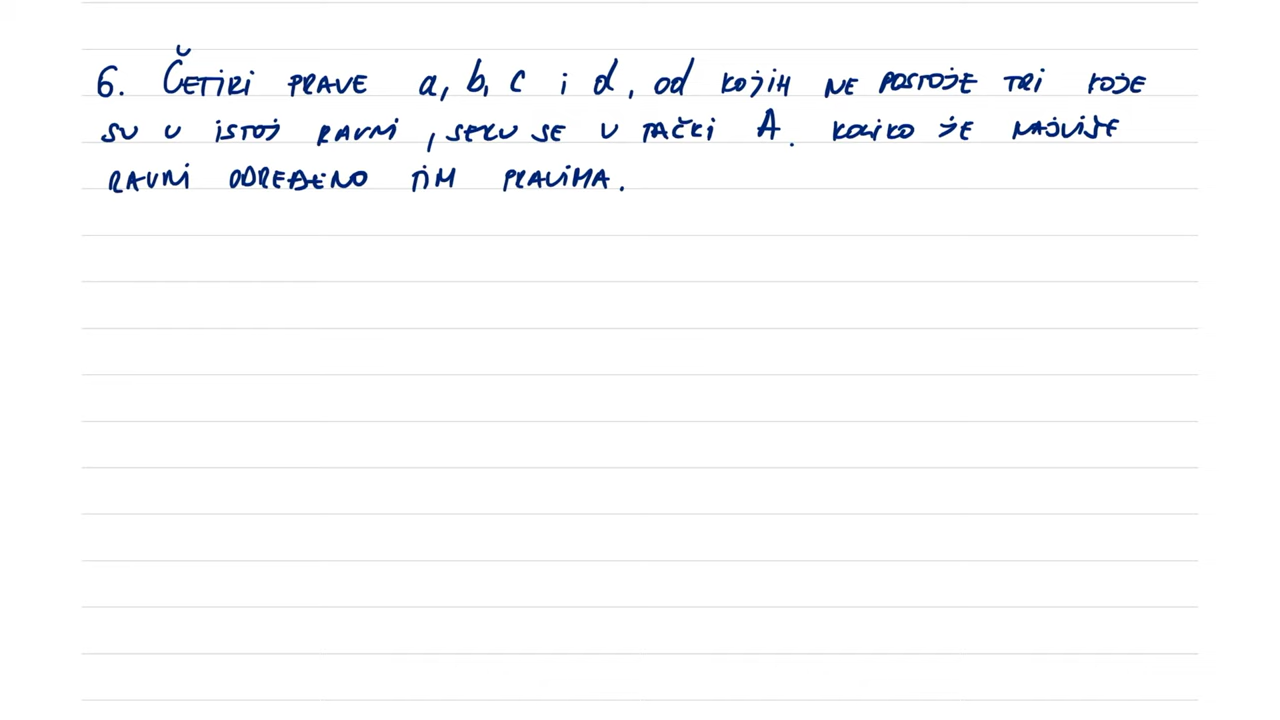 6. ČETIRI PRAVE a, b, c i d, od KOJIH NE POSTOJE TRI KOJE
SU U ISTOJ RAVNI, SEKU SE U TAČKI A. KOLIKO JE NAJVIŠE
RAVNI ODREĐENO TIM PRAVIMA.